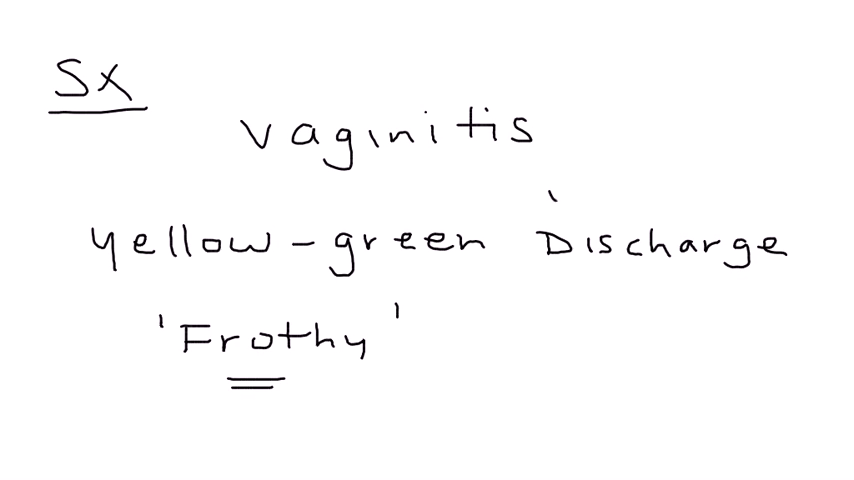 Sx
vaginitis
yellow-green Discharge
'Frothy'